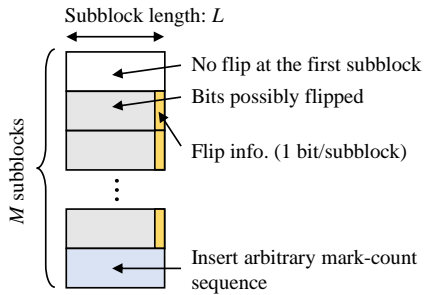 Subblock length: L
No flip at the first subblock
Bits possibly flipped
Flip info. (1 bit/subblock)
M subblocks
Insert arbitrary mark-count
sequence